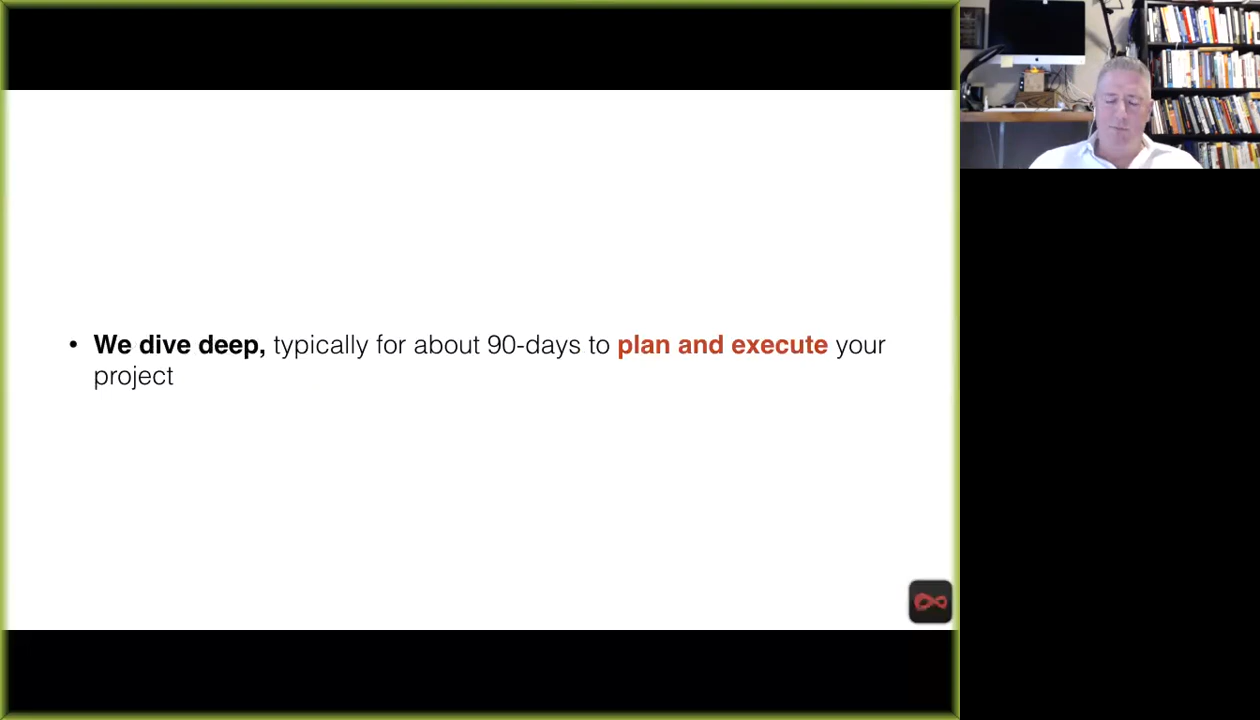 • We dive deep, typically for about 90-days to plan and execute your
project